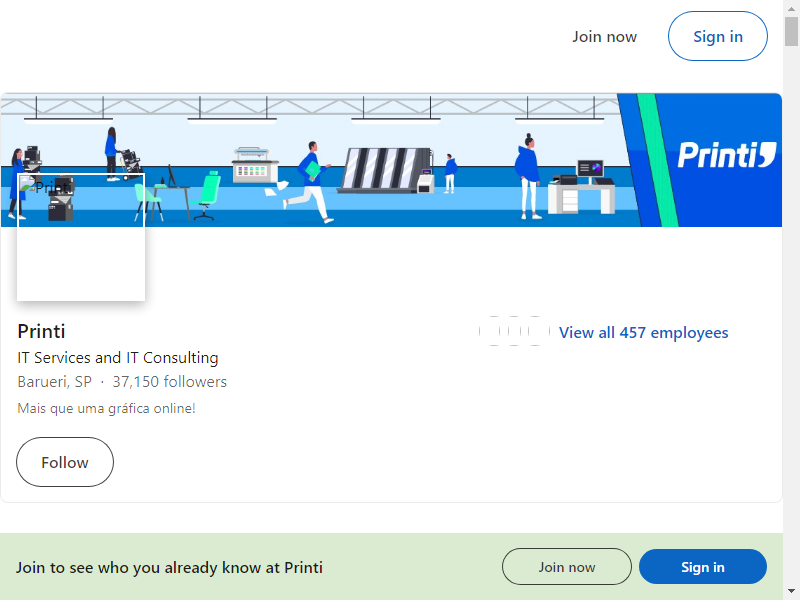 Join now
Sign in
Printi
Printi
Printi
IT Services and IT Consulting
Barueri, SP · 37,150 followers
Mais que uma gráfica online!
View all 457 employees
Follow
Join to see who you already know at Printi
Join now
Sign in